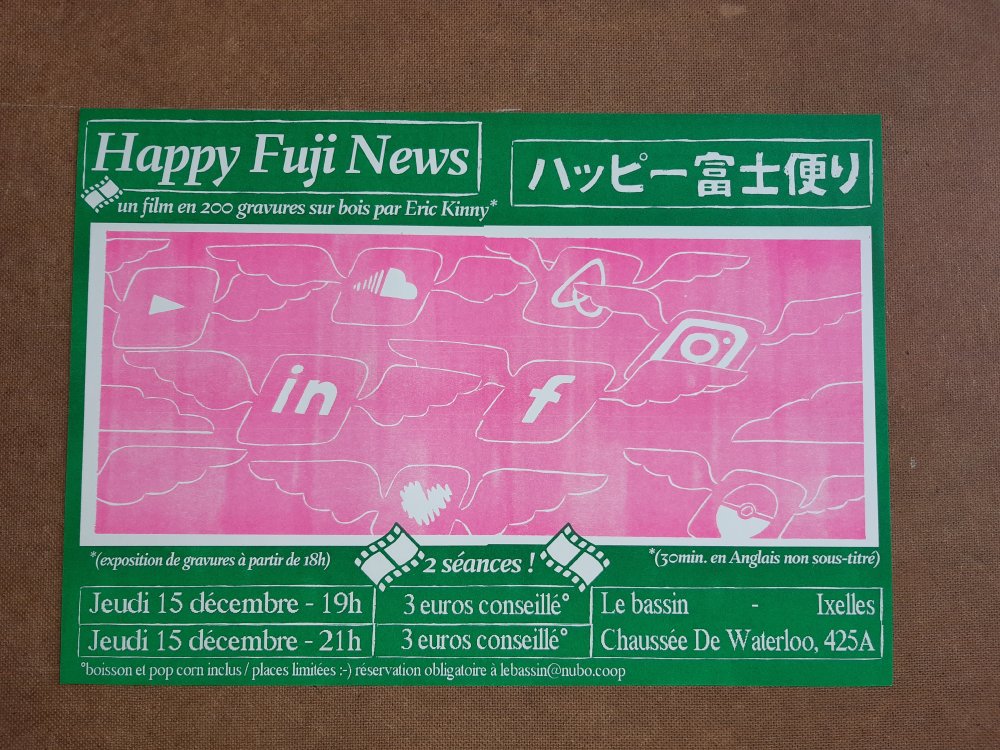 Happy Fuji News
ハッピー富士便り
un film en 200 gravures sur bois par Eric Kinny*
in
f
*(exposition de gravures à partir de 18h)
2 séances !
*(30min. en Anglais non sous-titré)
Jeudi 15 décembre - 19h
3 euros conseillé°
Le bassin - Ixelles
Jeudi 15 décembre - 21h
3 euros conseillé°
Chaussée De Waterloo, 425A
°boisson et pop corn inclus / places limitées :-) réservation obligatoire à lebassin@nubo.coop